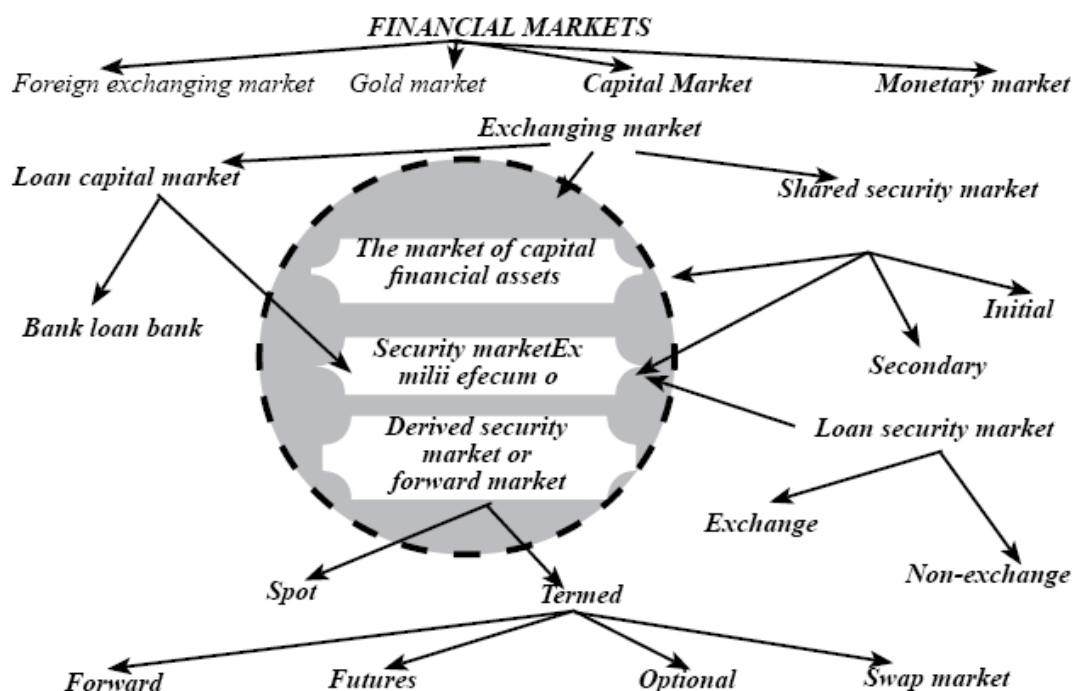 FINANCIAL MARKETS
Foreign exchanging market
Gold market
Capital Market
Monetary market
Exchanging market
Loan capital market
Shared security market
The market of capital
financial assets
Bank loan bank
Initial
Security marketEx
milii efecum o
Secondary
Derived security
market or
forward market
Loan security market
Exchange
Non-exchange
Spot
Termed
Forward
Futures
Optional
Swap market